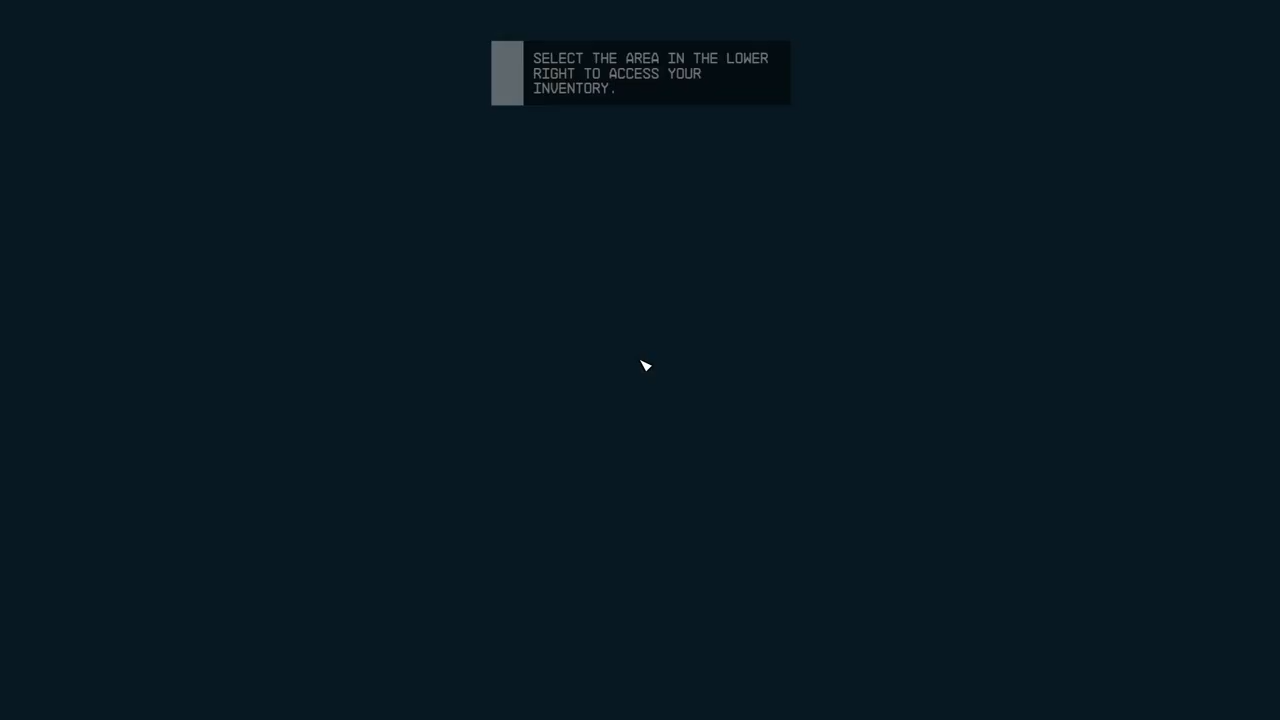 SELECT THE AREA IN THE LOWER
RIGHT TO ACCESS YOUR
INVENTORY.